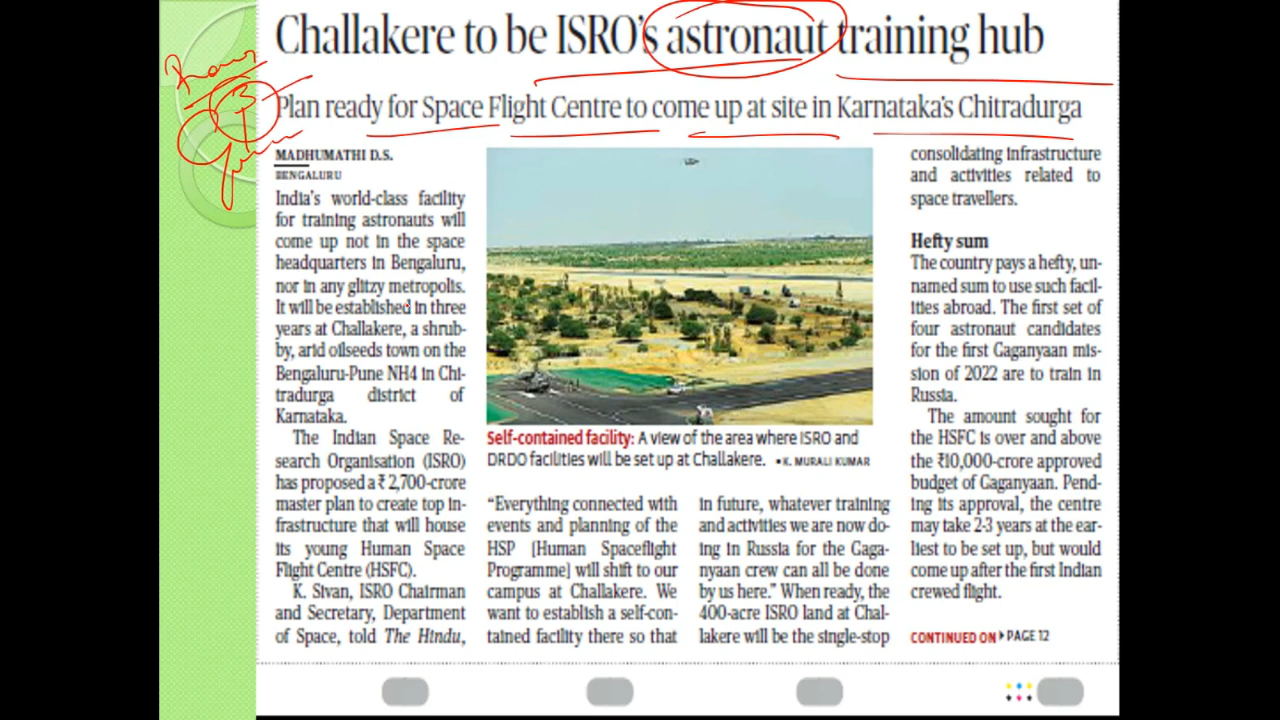 Challakere to be ISRO's astronaut training hub
Plan ready for Space Flight Centre to come up at site in Karnataka's Chitradurga
MADHUMATHI D.S.
BENGALURU
India's world-class facility
for training astronauts will
come up not in the space
headquarters in Bengaluru,
nor in any glitzy metropolis.
It will be established in three
years at Challakere, a shrub-
by, arid oilseeds town on the
Bengaluru-Pune NH4 in Chi-
tradurga district of
Karnataka.
The Indian Space Re-
search Organisation (ISRO)
has proposed a ₹ 2,700-crore
master plan to create top in-
frastructure that will house
its young Human Space
Flight Centre (HSFC).
K. Sivan, ISRO Chairman
and Secretary, Department
of Space, told The Hindu,
Self-contained facility: A view of the area where ISRO and
DRDO facilities will be set up at Challakere. •K. MURALI KUMAR
"Everything connected with
events and planning of the
HSP [Human Spaceflight
Programme] will shift to our
campus at Challakere. We
want to establish a self-con-
tained facility there so that
in future, whatever training
and activities we are now do-
ing in Russia for the Gaga-
nyaan crew can all be done
by us here." When ready, the
400-acre ISRO land at Chal-
lakere will be the single-stop
consolidating infrastructure
and activities related to
space travellers.
Hefty sum
The country pays a hefty, un-
named sum to use such facil-
ities abroad. The first set of
four astronaut candidates
for the first Gaganyaan mis-
sion of 2022 are to train in
Russia.
The amount sought for
the HSFC is over and above
the ₹10,000-crore approved
budget of Gaganyaan. Pend-
ing its approval, the centre
may take 2-3 years at the ear-
liest to be set up, but would
come up after the first Indian
crewed flight.
CONTINUED ON PAGE 12